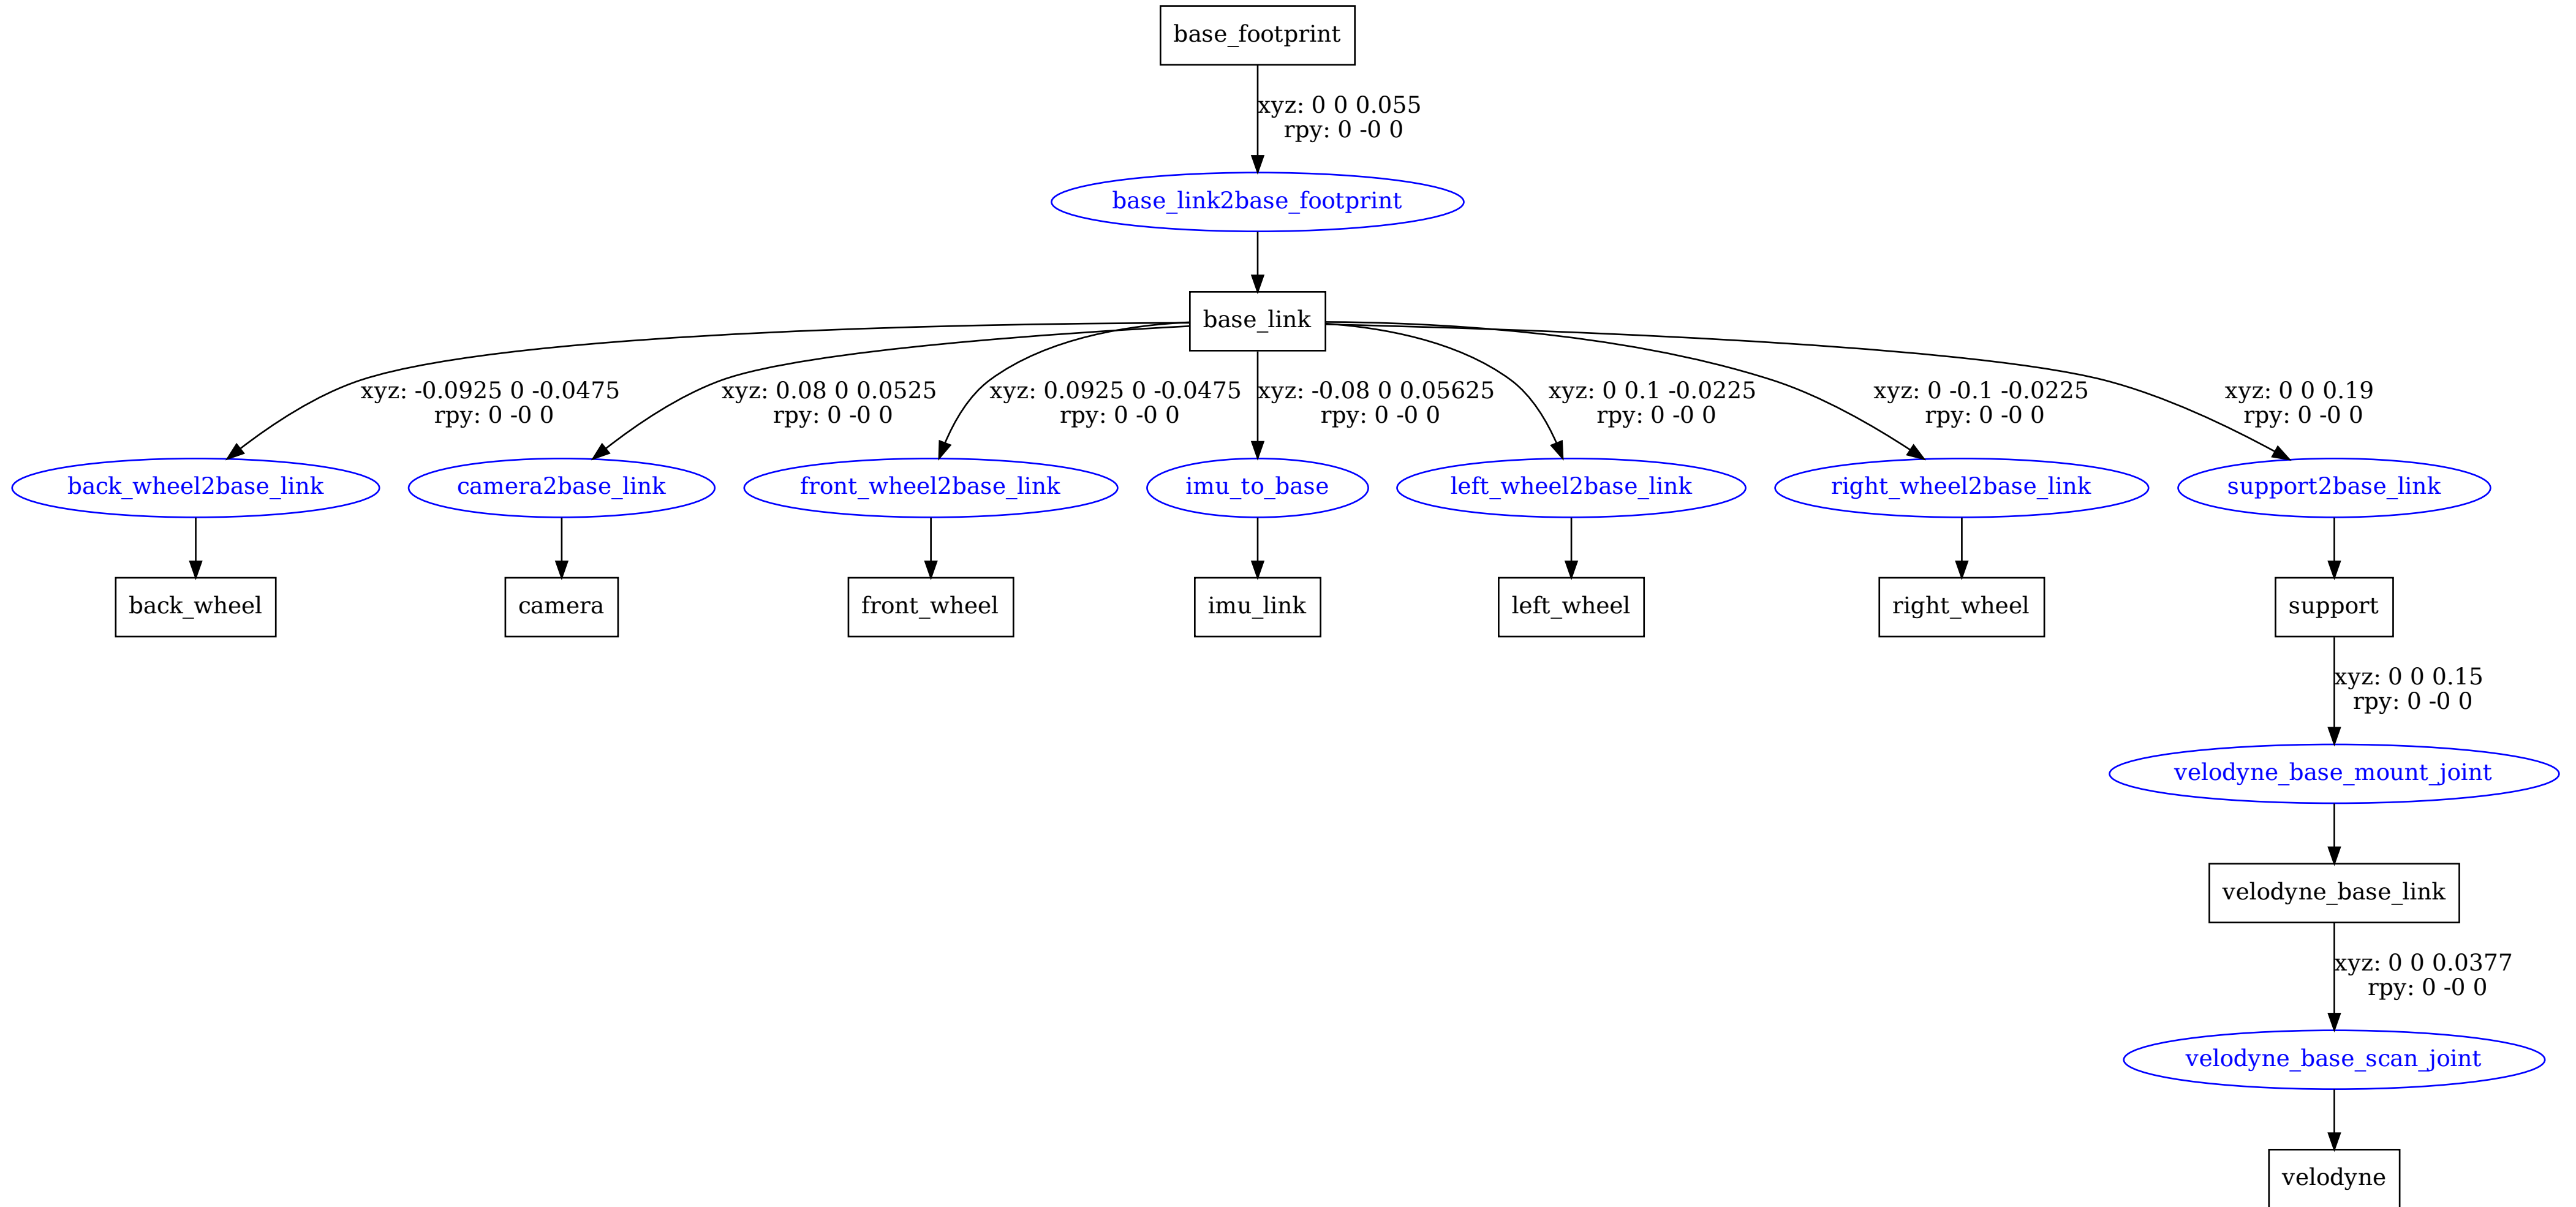 base_footprint
xyz: 0 0 0.055
rpy: 0 -0 0
base_link2base_footprint
base_link
xyz: -0.0925 0 -0.0475
rpy: 0 -0 0
xyz: 0.08 0 0.0525
rpy: 0 -0 0
xyz: 0.0925 0 -0.0475
rpy: 0 -0 0
xyz: -0.08 0 0.05625
rpy: 0 -0 0
xyz: 0 0.1 -0.0225
rpy: 0 -0 0
xyz: 0 -0.1 -0.0225
rpy: 0 -0 0
xyz: 0 0 0.19
rpy: 0 -0 0
back_wheel2base_link
camera2base_link
front_wheel2base_link
imu_to_base
left_wheel2base_link
right_wheel2base_link
support2base_link
back_wheel
camera
front_wheel
imu_link
left_wheel
right_wheel
support
xyz: 0 0 0.15
rpy: 0 -0 0
velodyne_base_mount_joint
velodyne_base_link
xyz: 0 0 0.0377
rpy: 0 -0 0
velodyne_base_scan_joint
velodyne